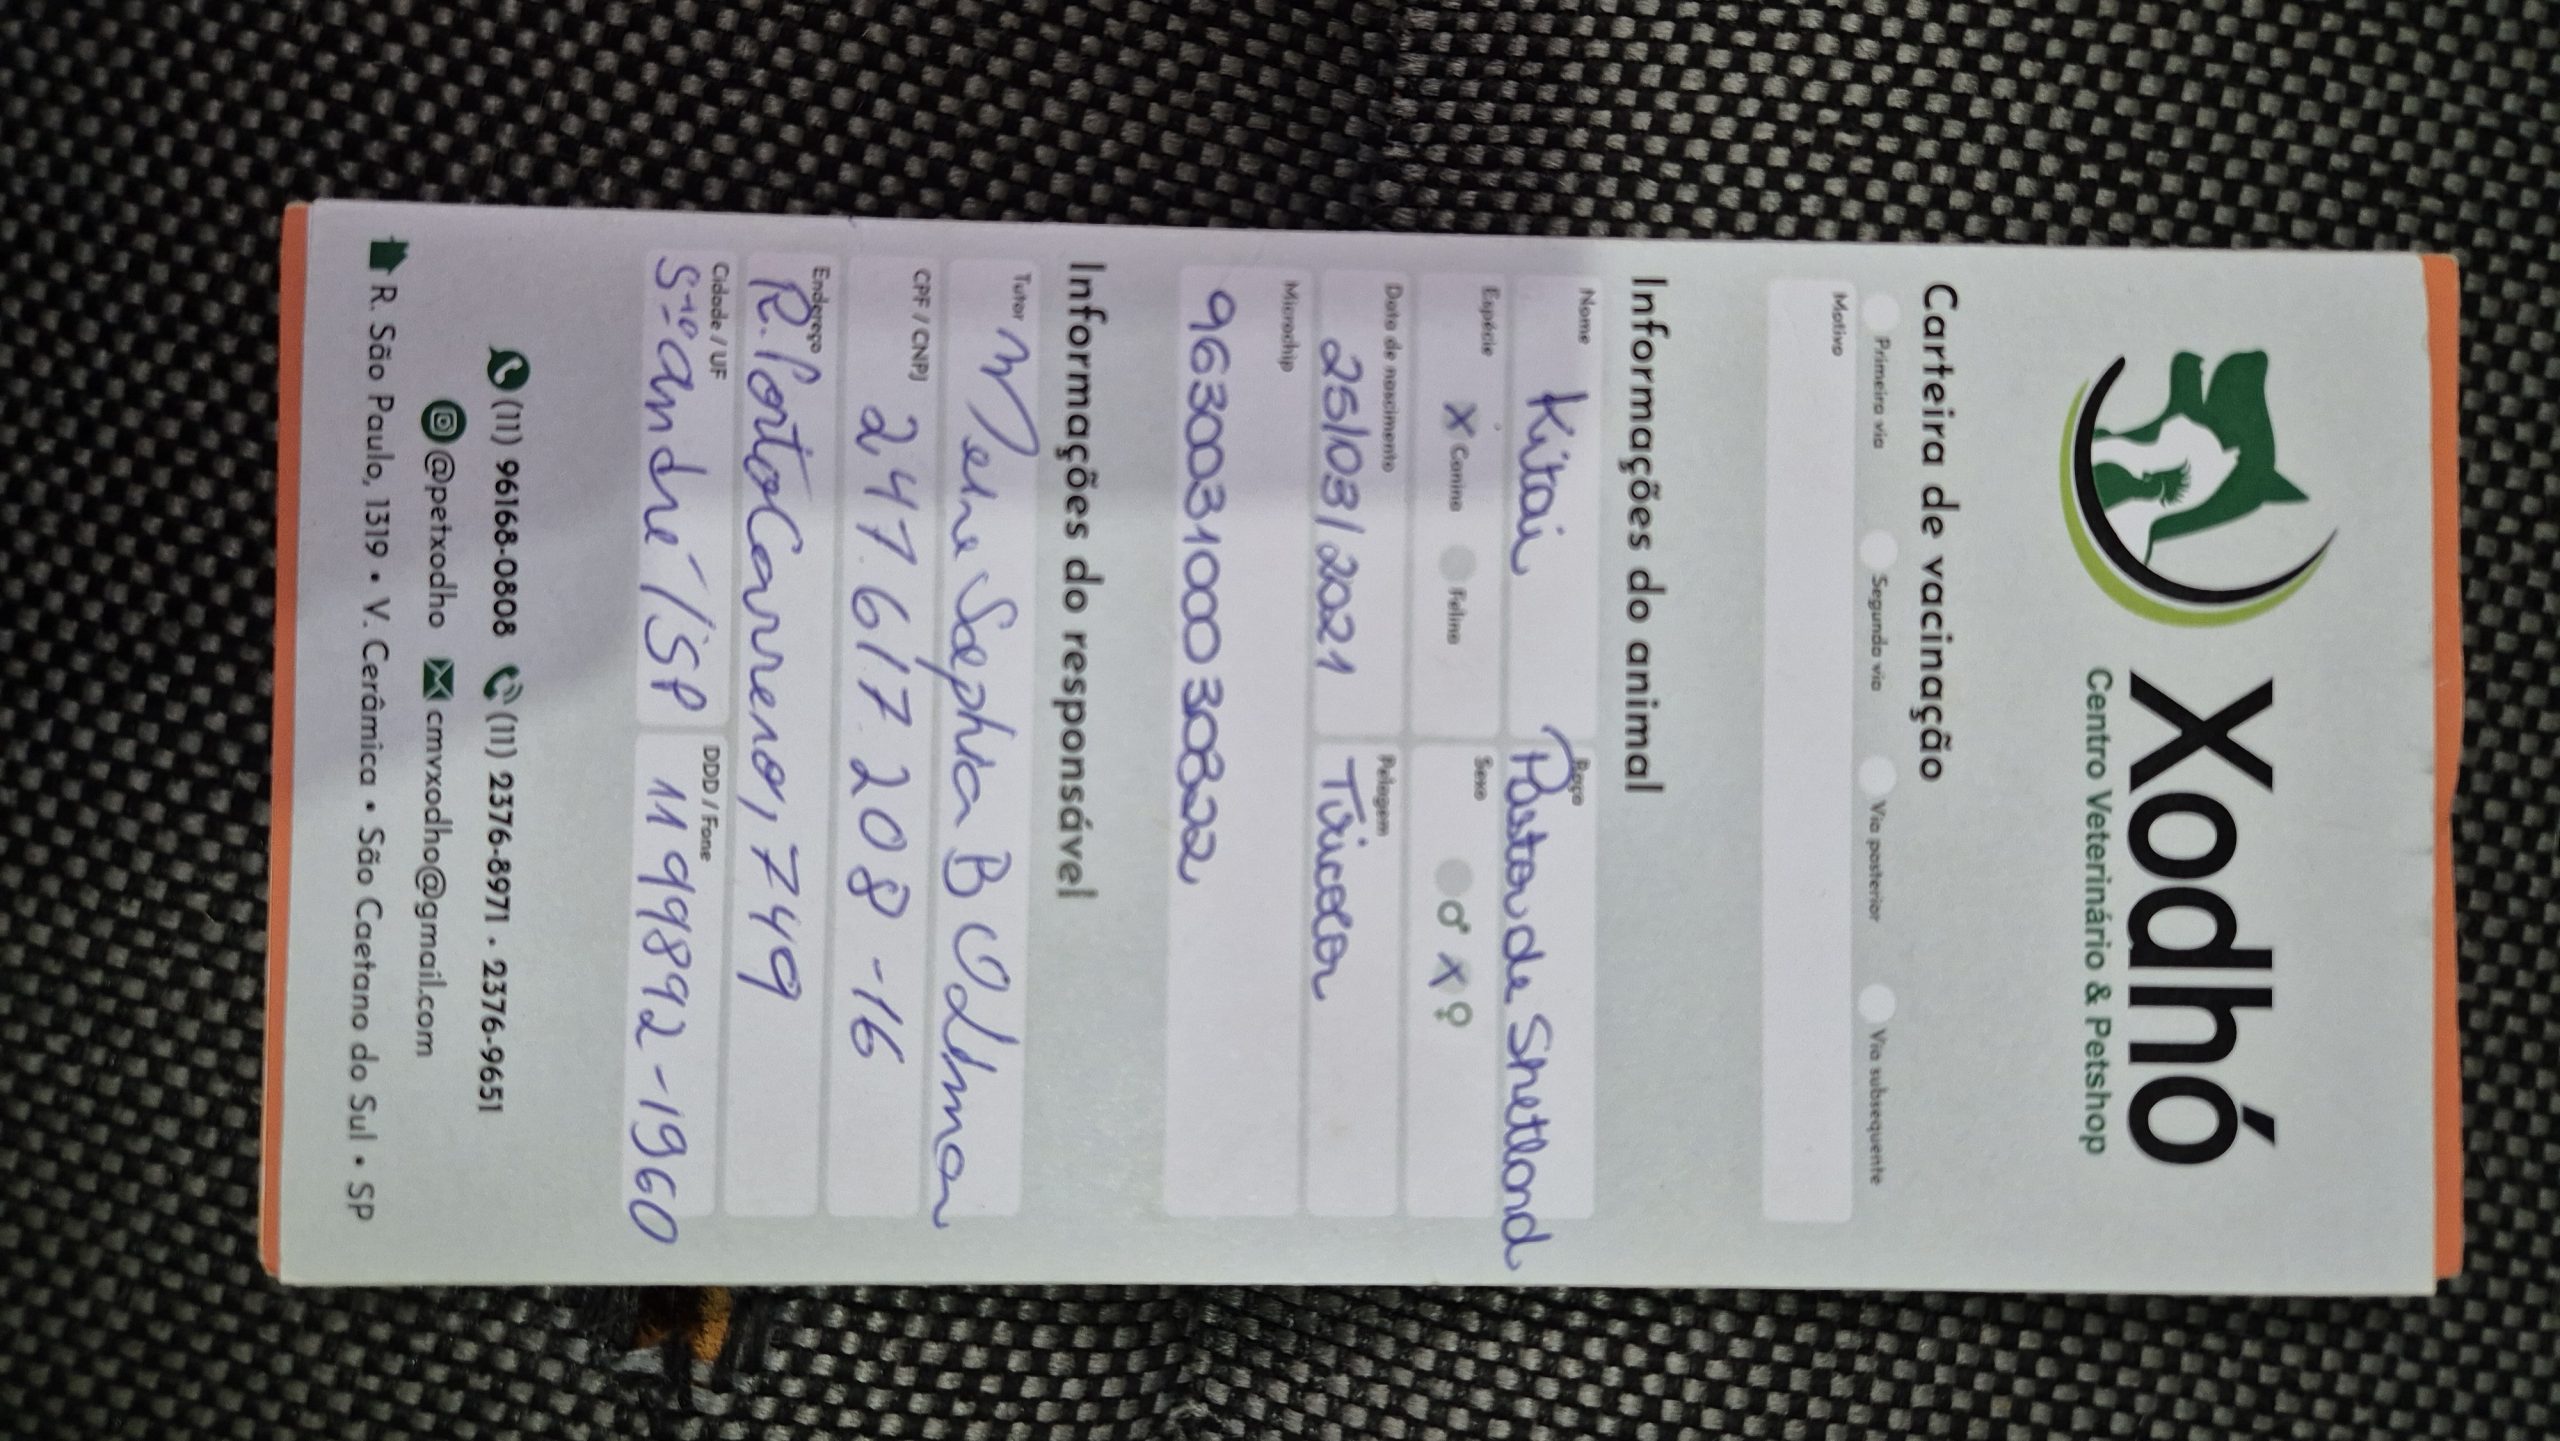 Xodhó
Centro Veterinário & Petshop
Carteira de vacinação
Primeira via Segunda via Via posterior Via subsequente
Motivo
Informações do animal
Nome Kitai Raça Pastor de Shetland
Espécie X Canino Felino Sexo ♂ X ♀
Data de nascimento 25/03/2021 Pelagem Tricolor
Microchip
963003100030822
Informações do responsável
Tutor Sophia B
CPF / CNPJ 247.617.208-16
Endereço R. Porto Carreno, 749
Cidade / UF Sto André / SP DDD / Fone 11 99892-1960
(11) 96168-0808 (11) 2376-8971 • 2376-9651
@petxodho cmvxodho@gmail.com
R. São Paulo, 1319 • V. Cerâmica • São Caetano do Sul • SP